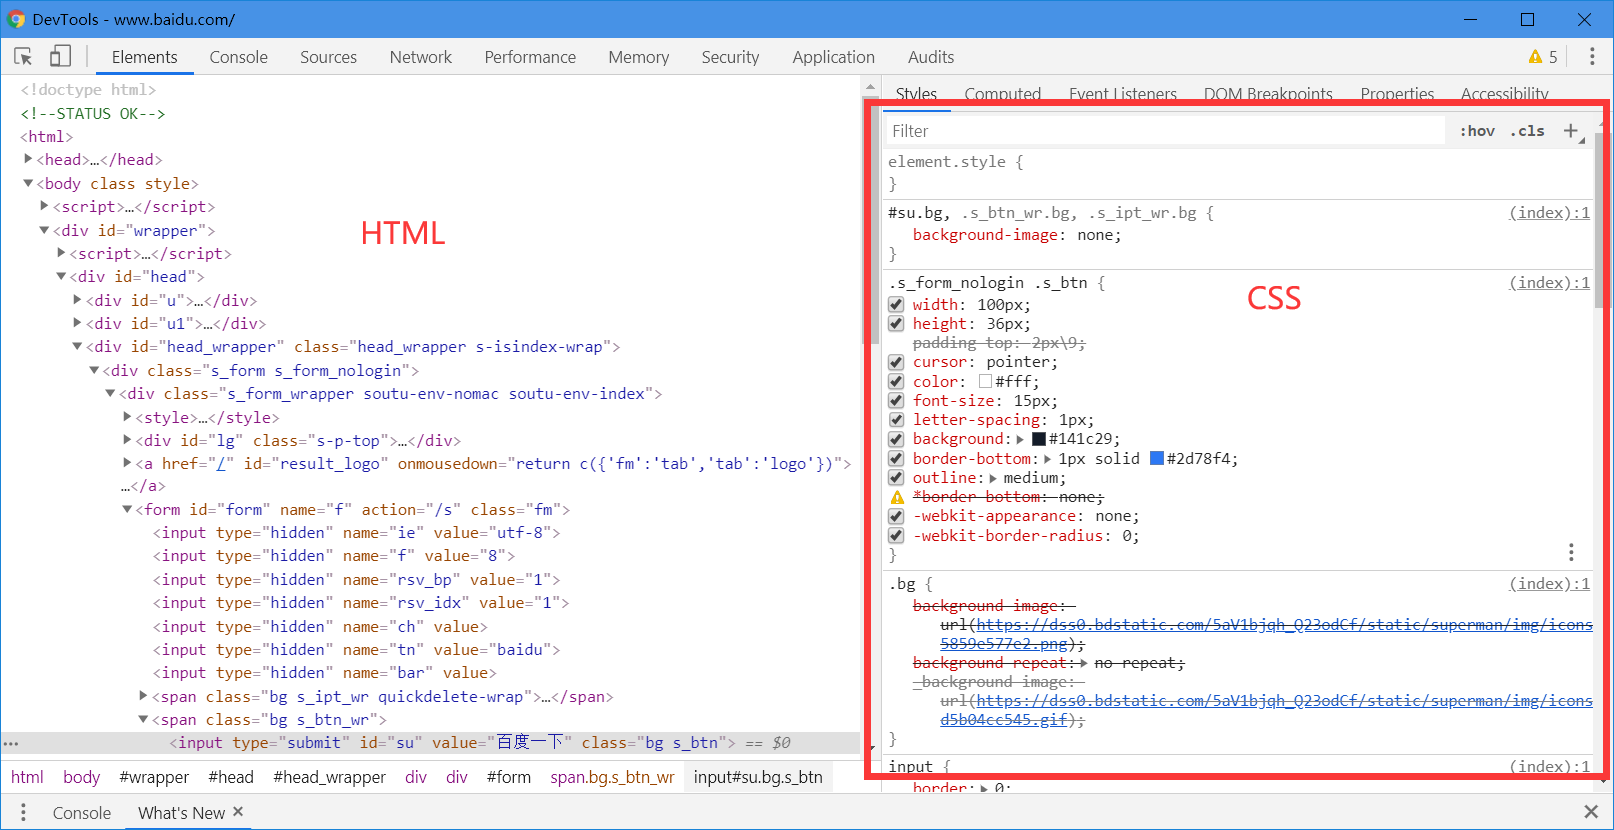 DevTools - www.baidu.com/
Elements Console Sources Network Performance Memory Security Application Audits 5
<!doctype html>
<!--STATUS OK-->
<html>
<head>…</head>
<body class style>
<script>…</script>
<div id="wrapper">
<script>…</script>
<div id="head">
<div id="u">…</div>
<div id="u1">…</div>
<div id="head_wrapper" class="head_wrapper s-isindex-wrap">
<div class="s_form s_form_nologin">
<div class="s_form_wrapper soutu-env-nomac soutu-env-index">
<style>…</style>
<div id="lg" class="s-p-top">…</div>
<a href="/" id="result_logo" onmousedown="return c({'fm':'tab','tab':'logo'})">
…</a>
<form id="form" name="f" action="/s" class="fm">
<input type="hidden" name="ie" value="utf-8">
<input type="hidden" name="f" value="8">
<input type="hidden" name="rsv_bp" value="1">
<input type="hidden" name="rsv_idx" value="1">
<input type="hidden" name="ch" value>
<input type="hidden" name="tn" value="baidu">
<input type="hidden" name="bar" value>
<span class="bg s_ipt_wr quickdelete-wrap">…</span>
<span class="bg s_btn_wr">
… <input type="submit" id="su" value="百度一下" class="bg s_btn"> == $0
HTML
html body #wrapper #head #head_wrapper div div #form span.bg.s_btn_wr input#su.bg.s_btn
Styles Computed Event Listeners DOM Breakpoints Properties Accessibility
Filter :hov .cls +
element.style {
}
#su.bg, .s_btn_wr.bg, .s_ipt_wr.bg { (index):1
background-image: none;
}
.s_form_nologin .s_btn { (index):1
CSS
width: 100px;
height: 36px;
padding-top: 2px\9;
cursor: pointer;
color: #fff;
font-size: 15px;
letter-spacing: 1px;
background: #141c29;
border-bottom: 1px solid #2d78f4;
outline: medium;
*border-bottom: none;
-webkit-appearance: none;
-webkit-border-radius: 0;
}
.bg { (index):1
background-image:
url(https://dss0.bdstatic.com/5aV1bjqh_Q23odCf/static/superman/img/icons
5859e577e2.png);
background-repeat: no-repeat;
_background-image:
url(https://dss0.bdstatic.com/5aV1bjqh_Q23odCf/static/superman/img/icons
d5b04cc545.gif);
}
input { (index):1
border: 0;
Console What's New